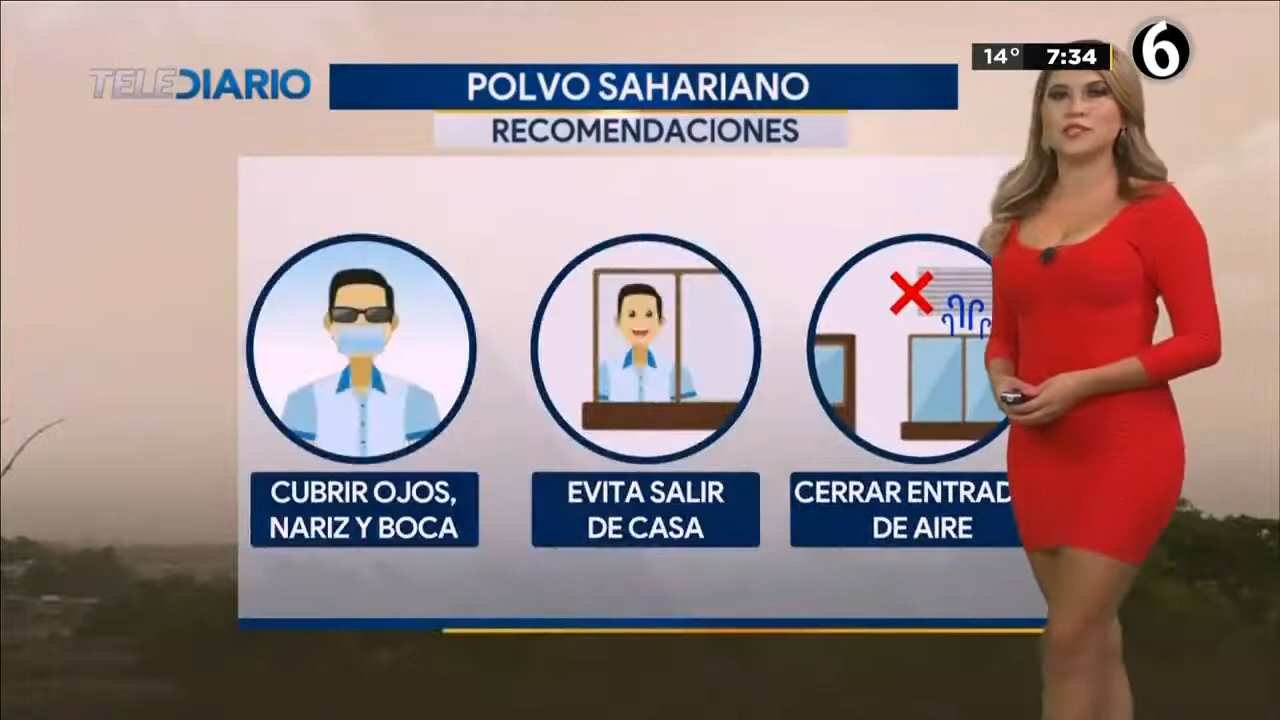 TELEDIARIO
POLVO SAHARIANO
14° 7:34
6
RECOMENDACIONES
CUBRIR OJOS,
NARIZ Y BOCA
EVITA SALIR
DE CASA
CERRAR ENTRAD
DE AIRE